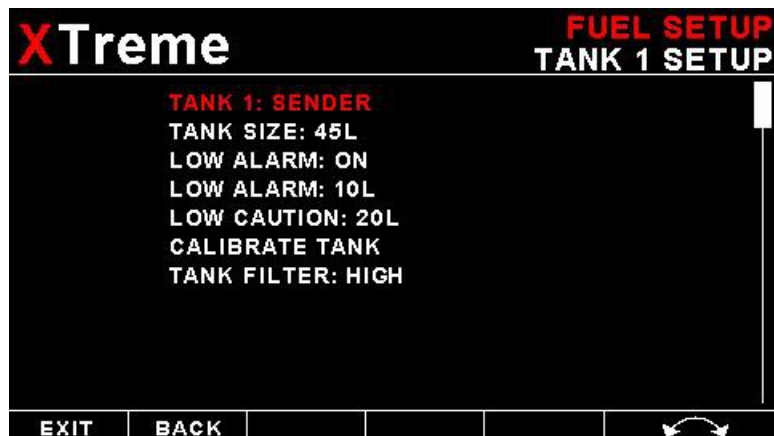 XTreme
FUEL SETUP
TANK 1 SETUP
TANK 1: SENDER
TANK SIZE: 45L
LOW ALARM: ON
LOW ALARM: 10L
LOW CAUTION: 20L
CALIBRATE TANK
TANK FILTER: HIGH
EXIT BACK